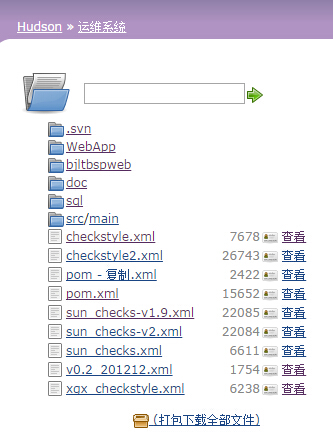 Hudson » 运维系统
.svn
WebApp
bjltbspweb
doc
sql
src/main
checkstyle.xml 7678 查看
checkstyle2.xml 26743 查看
pom - 复制.xml 2422 查看
pom.xml 15652 查看
sun_checks-v1.9.xml 22085 查看
sun_checks-v2.xml 22084 查看
sun_checks.xml 6611 查看
v0.2_201212.xml 1754 查看
xqx_checkstyle.xml 6238 查看
（打包下载全部文件）